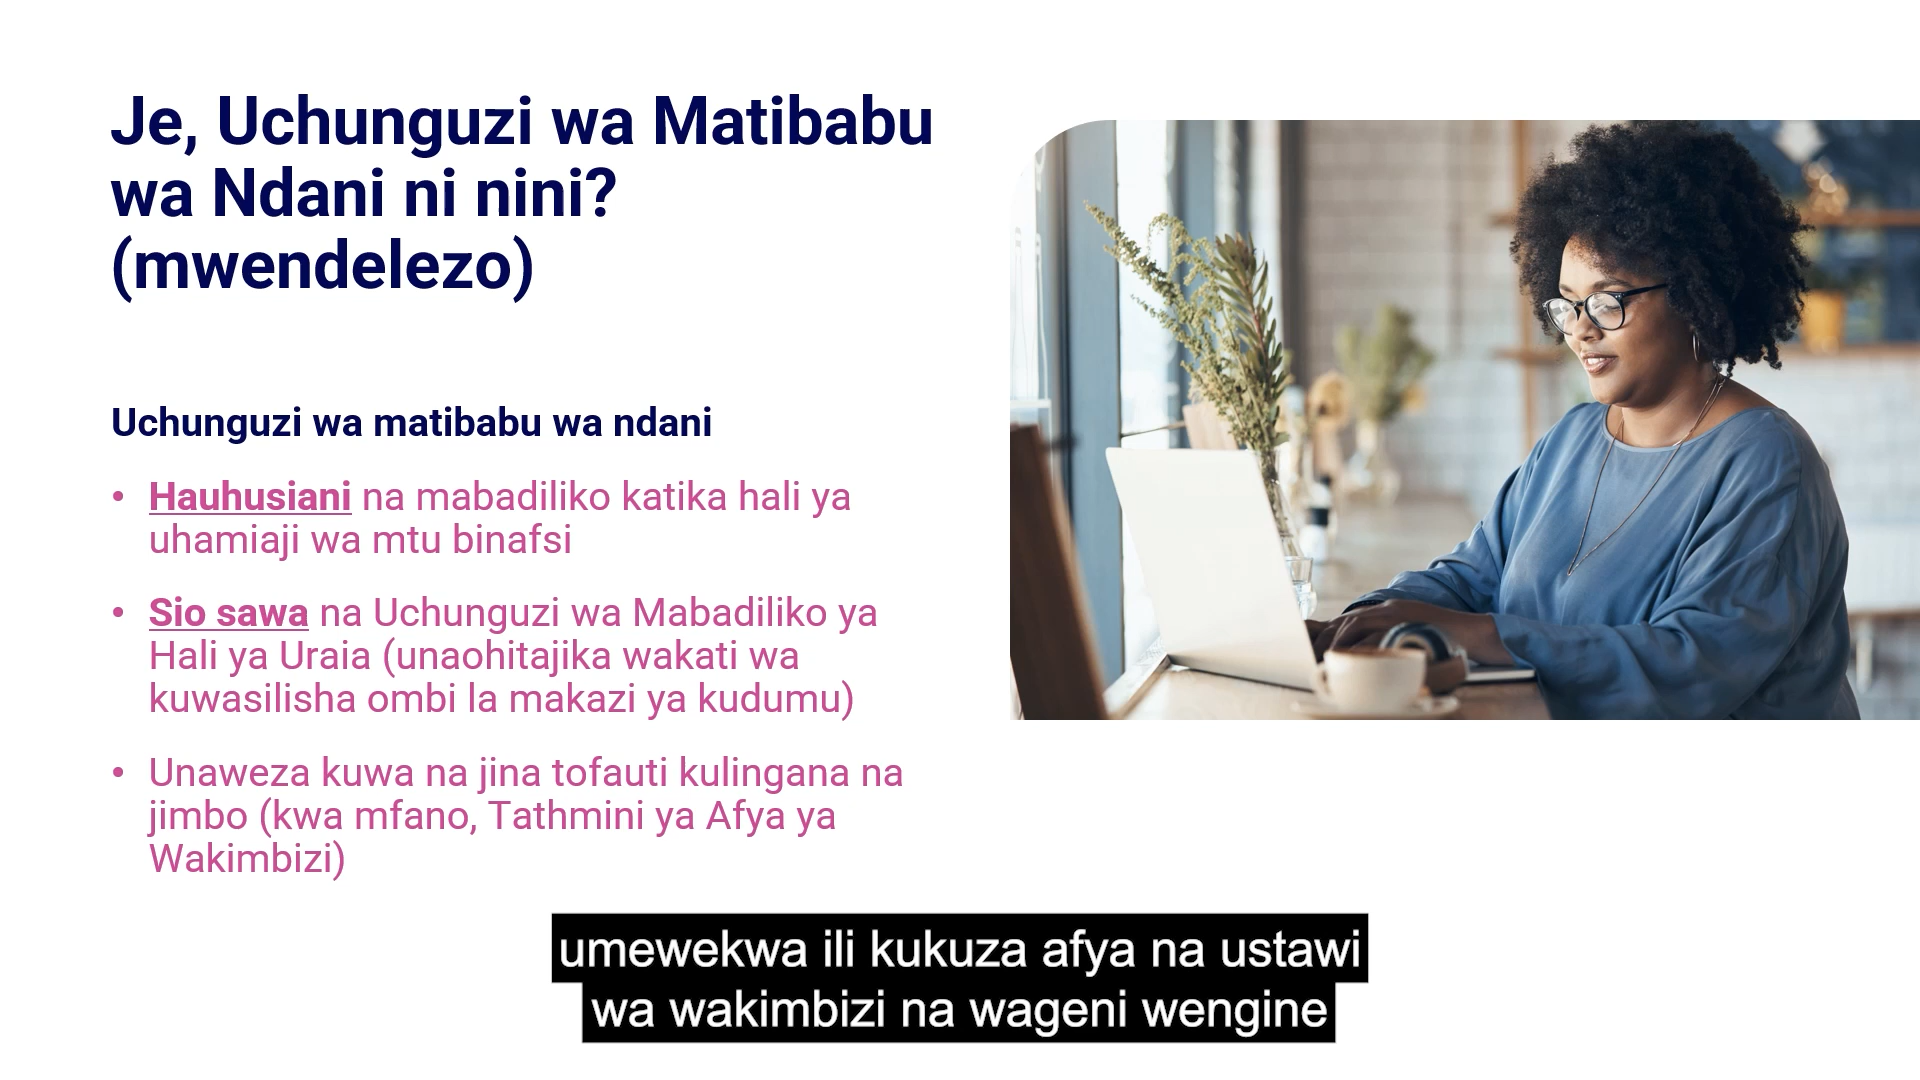 Je, Uchunguzi wa Matibabu
wa Ndani ni nini?
(mwendelezo)
Uchunguzi wa matibabu wa ndani
• Hauhusiani na mabadiliko katika hali ya
uhamiaji wa mtu binafsi
• Sio sawa na Uchunguzi wa Mabadiliko ya
Hali ya Uraia (unaohitajika wakati wa
kuwasilisha ombi la makazi ya kudumu)
• Unaweza kuwa na jina tofauti kulingana na
jimbo (kwa mfano, Tathmini ya Afya ya
Wakimbizi)
umewekwa ili kukuza afya na ustawi
wa wakimbizi na wageni wengine